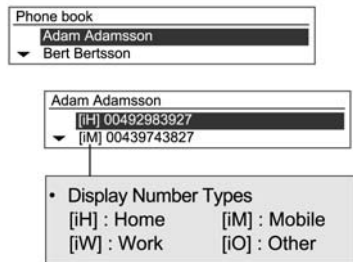 Phone book
Adam Adamsson
Bert Bertsson
Adam Adamsson
[iH] 00492983927
[iM] 00439743827
• Display Number Types
[iH] : Home [iM] : Mobile
[iW] : Work [iO] : Other